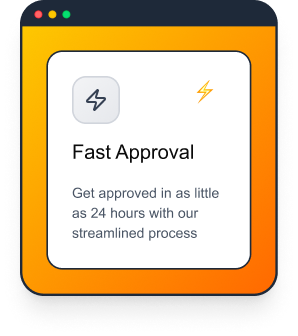 Fast Approval
Get approved in as little
as 24 hours with our
streamlined process